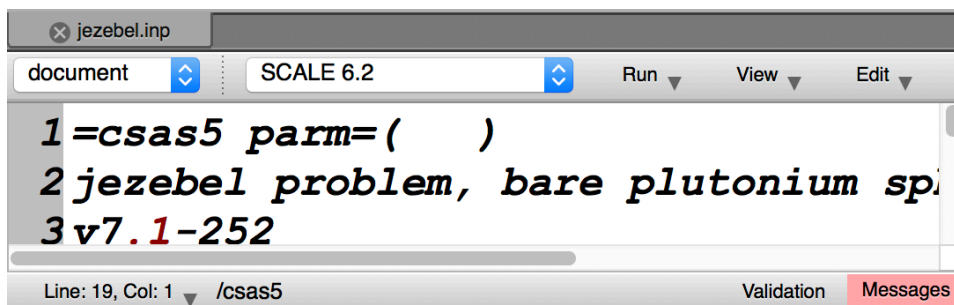 jezebel.inp
document SCALE 6.2 Run View Edit
1 =csas5 parm=(   )
2 jezebel problem, bare plutonium
3 v7.1-252
Line: 19, Col: 1 /csas5 Validation Messages